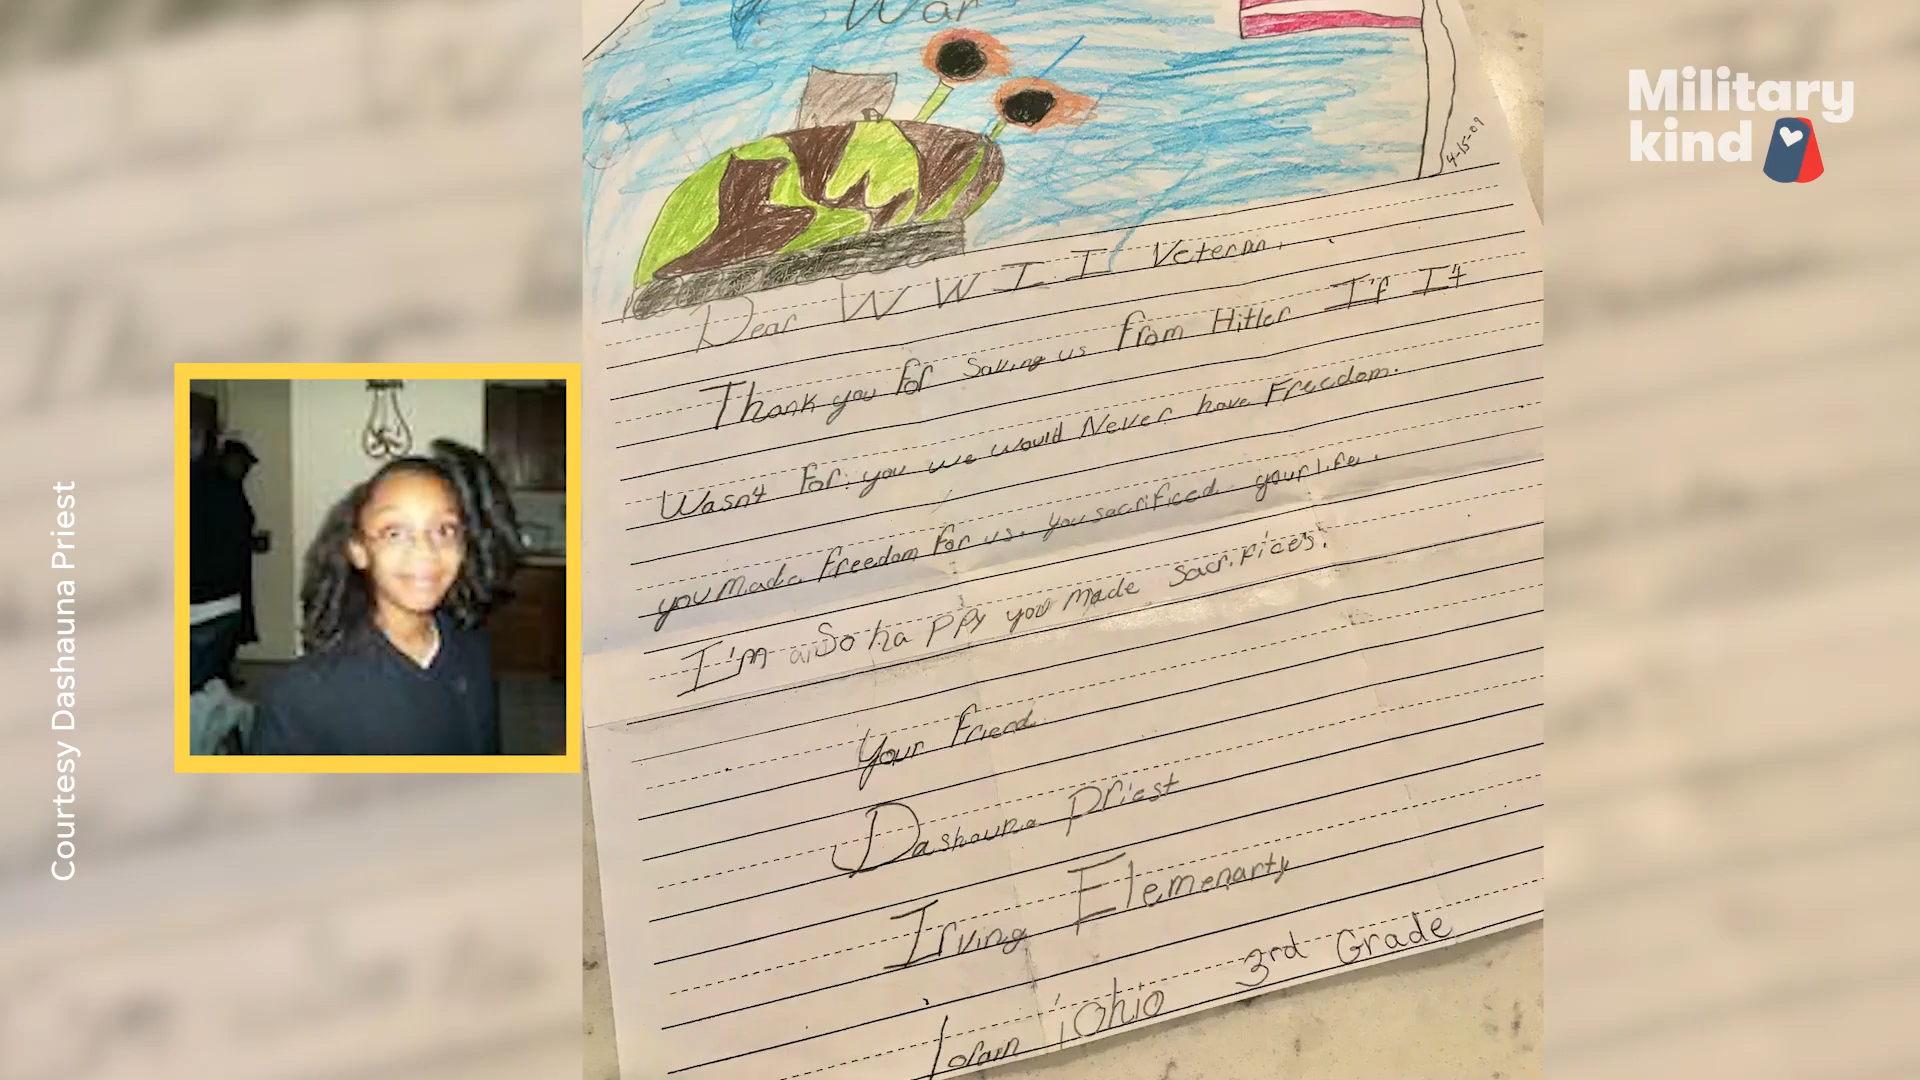 War
Military
kind
4-15-09
Dear WWII Veteran,
Thank you for Saving us from Hitler If It
Wasnt for you we would Never have Freedom.
you made freedom for us. you sacrificed your life.
I'm So happy you made sacrifices.
Your Friend
Dashauna Priest
Irving Elemenarty
lorain Ohio 3rd Grade
Courtesy Dashauna Priest